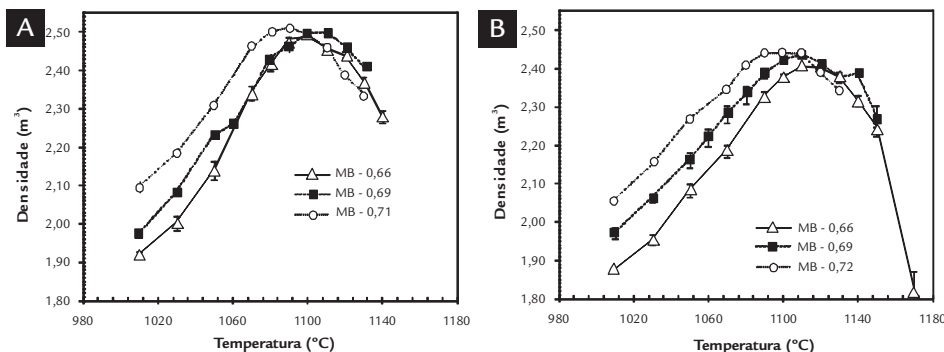 A
Densidade (m³)
2,50
2,40
2,30
2,20
2,10
2,00
1,90
1,80
MB - 0,66
MB - 0,69
MB - 0,71
980 1020 1060 1100 1140 1180
Temperatura (ºC)
B
Densidade (m³)
2,50
2,40
2,30
2,20
2,10
2,00
1,90
1,80
MB - 0,66
MB - 0,69
MB - 0,72
980 1020 1060 1100 1140 1180
Temperatura (ºC)